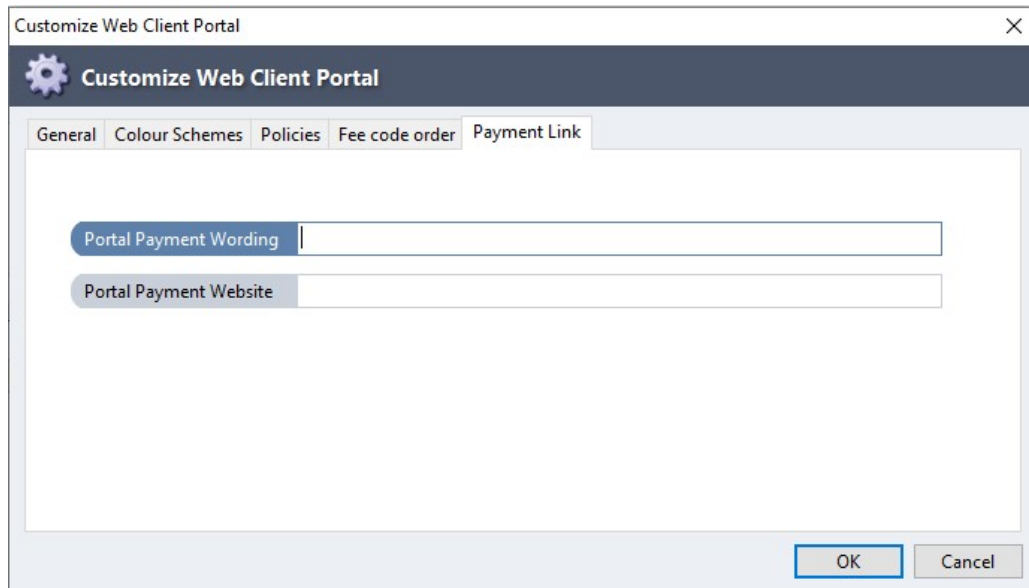 Customize Web Client Portal
Customize Web Client Portal
General Colour Schemes Policies Fee code order Payment Link
Portal Payment Wording
Portal Payment Website
OK Cancel